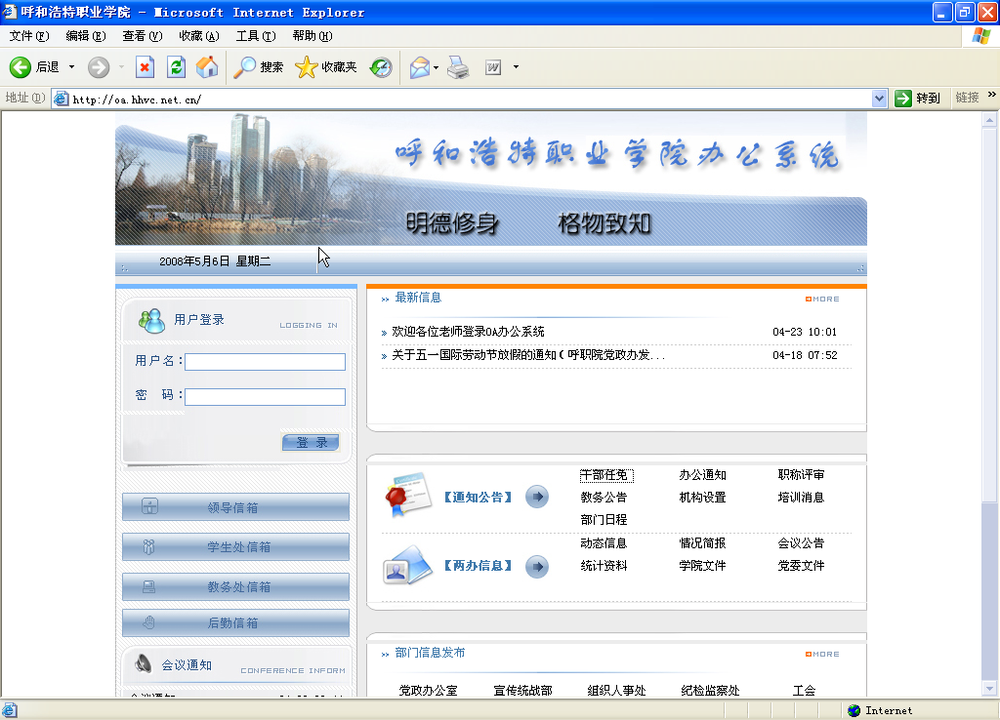 呼和浩特职业学院 - Microsoft Internet Explorer
文件(F) 编辑(E) 查看(V) 收藏(A) 工具(T) 帮助(H)
后退 搜索 收藏夹
地址(D) http://oa.hhvc.net.cn/ 转到 链接 »
呼和浩特职业学院办公系统
明德修身 格物致知
2008年5月6日 星期二
用户登录 LOGGING IN
用户名:
密 码:
登 录
领导信箱
学生处信箱
教务处信箱
后勤信箱
会议通知 CONFERENCE INFORM
>> 最新信息 MORE
» 欢迎各位老师登录OA办公系统 04-23 10:01
» 关于五一国际劳动节放假的通知(呼职院党政办发... 04-18 07:52
【通知公告】
干部任免 办公通知 职称评审
教务公告 机构设置 培训消息
部门日程
【两办信息】
动态信息 情况简报 会议公告
统计资料 学院文件 党委文件
>> 部门信息发布 MORE
党政办公室 宣传统战部 组织人事处 纪检监察处 工会
Internet